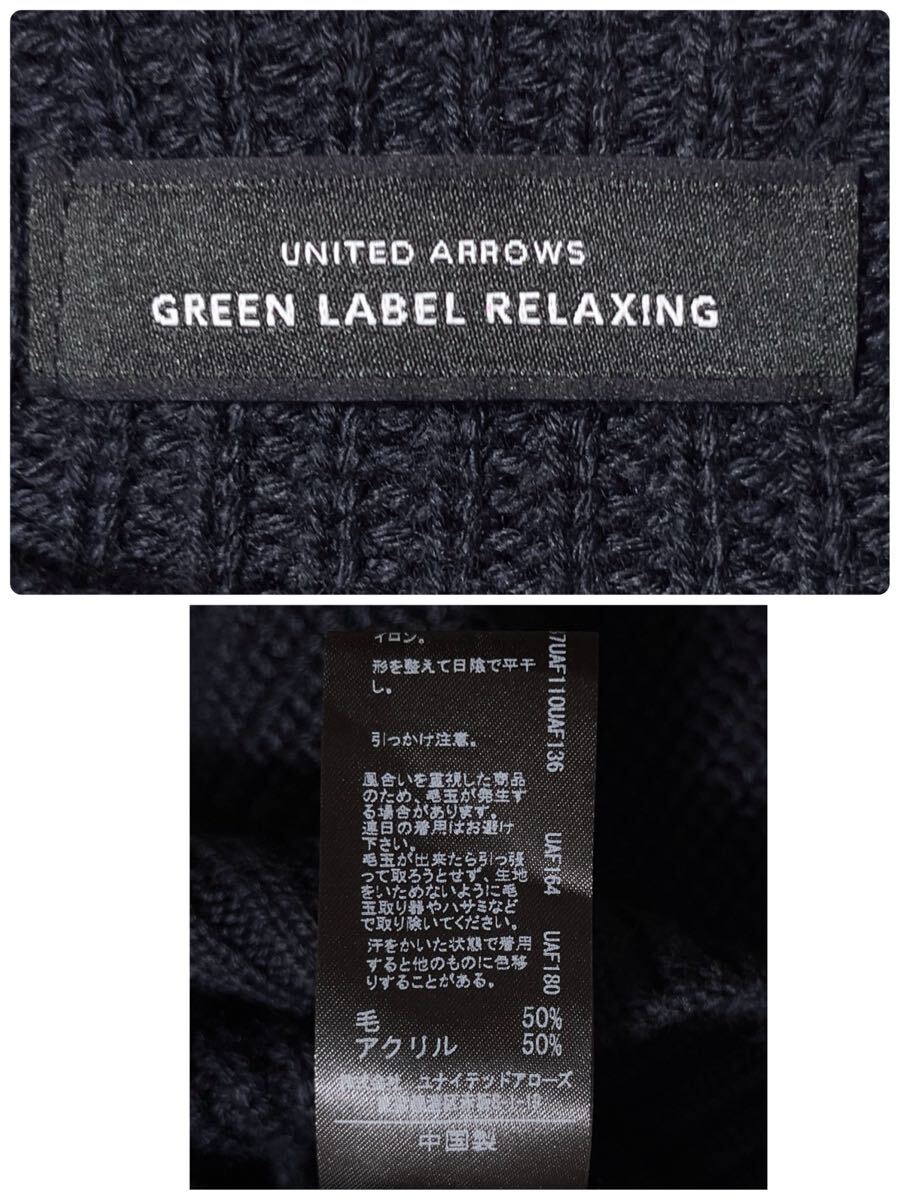 UNITED ARROWS
GREEN LABEL RELAXING
イロン。
形を整えて日陰で平干
し。
引っかけ注意。
風合いを重視した商品
のため、毛玉が発生す
る場合があります。
連日の着用はお避け
下さい。
毛玉が出来たら引っ張
って取ろうとせず、生地
をいためないように毛
玉取り器やハサミなど
で取り除いてください。
汗をかいた状態で着用
すると他のものに色移
りすることがある。
毛 50%
アクリル 50%
株式会社 ユナイテッドアローズ
中国製
7UAF110UAF136 UAF164 UAF180